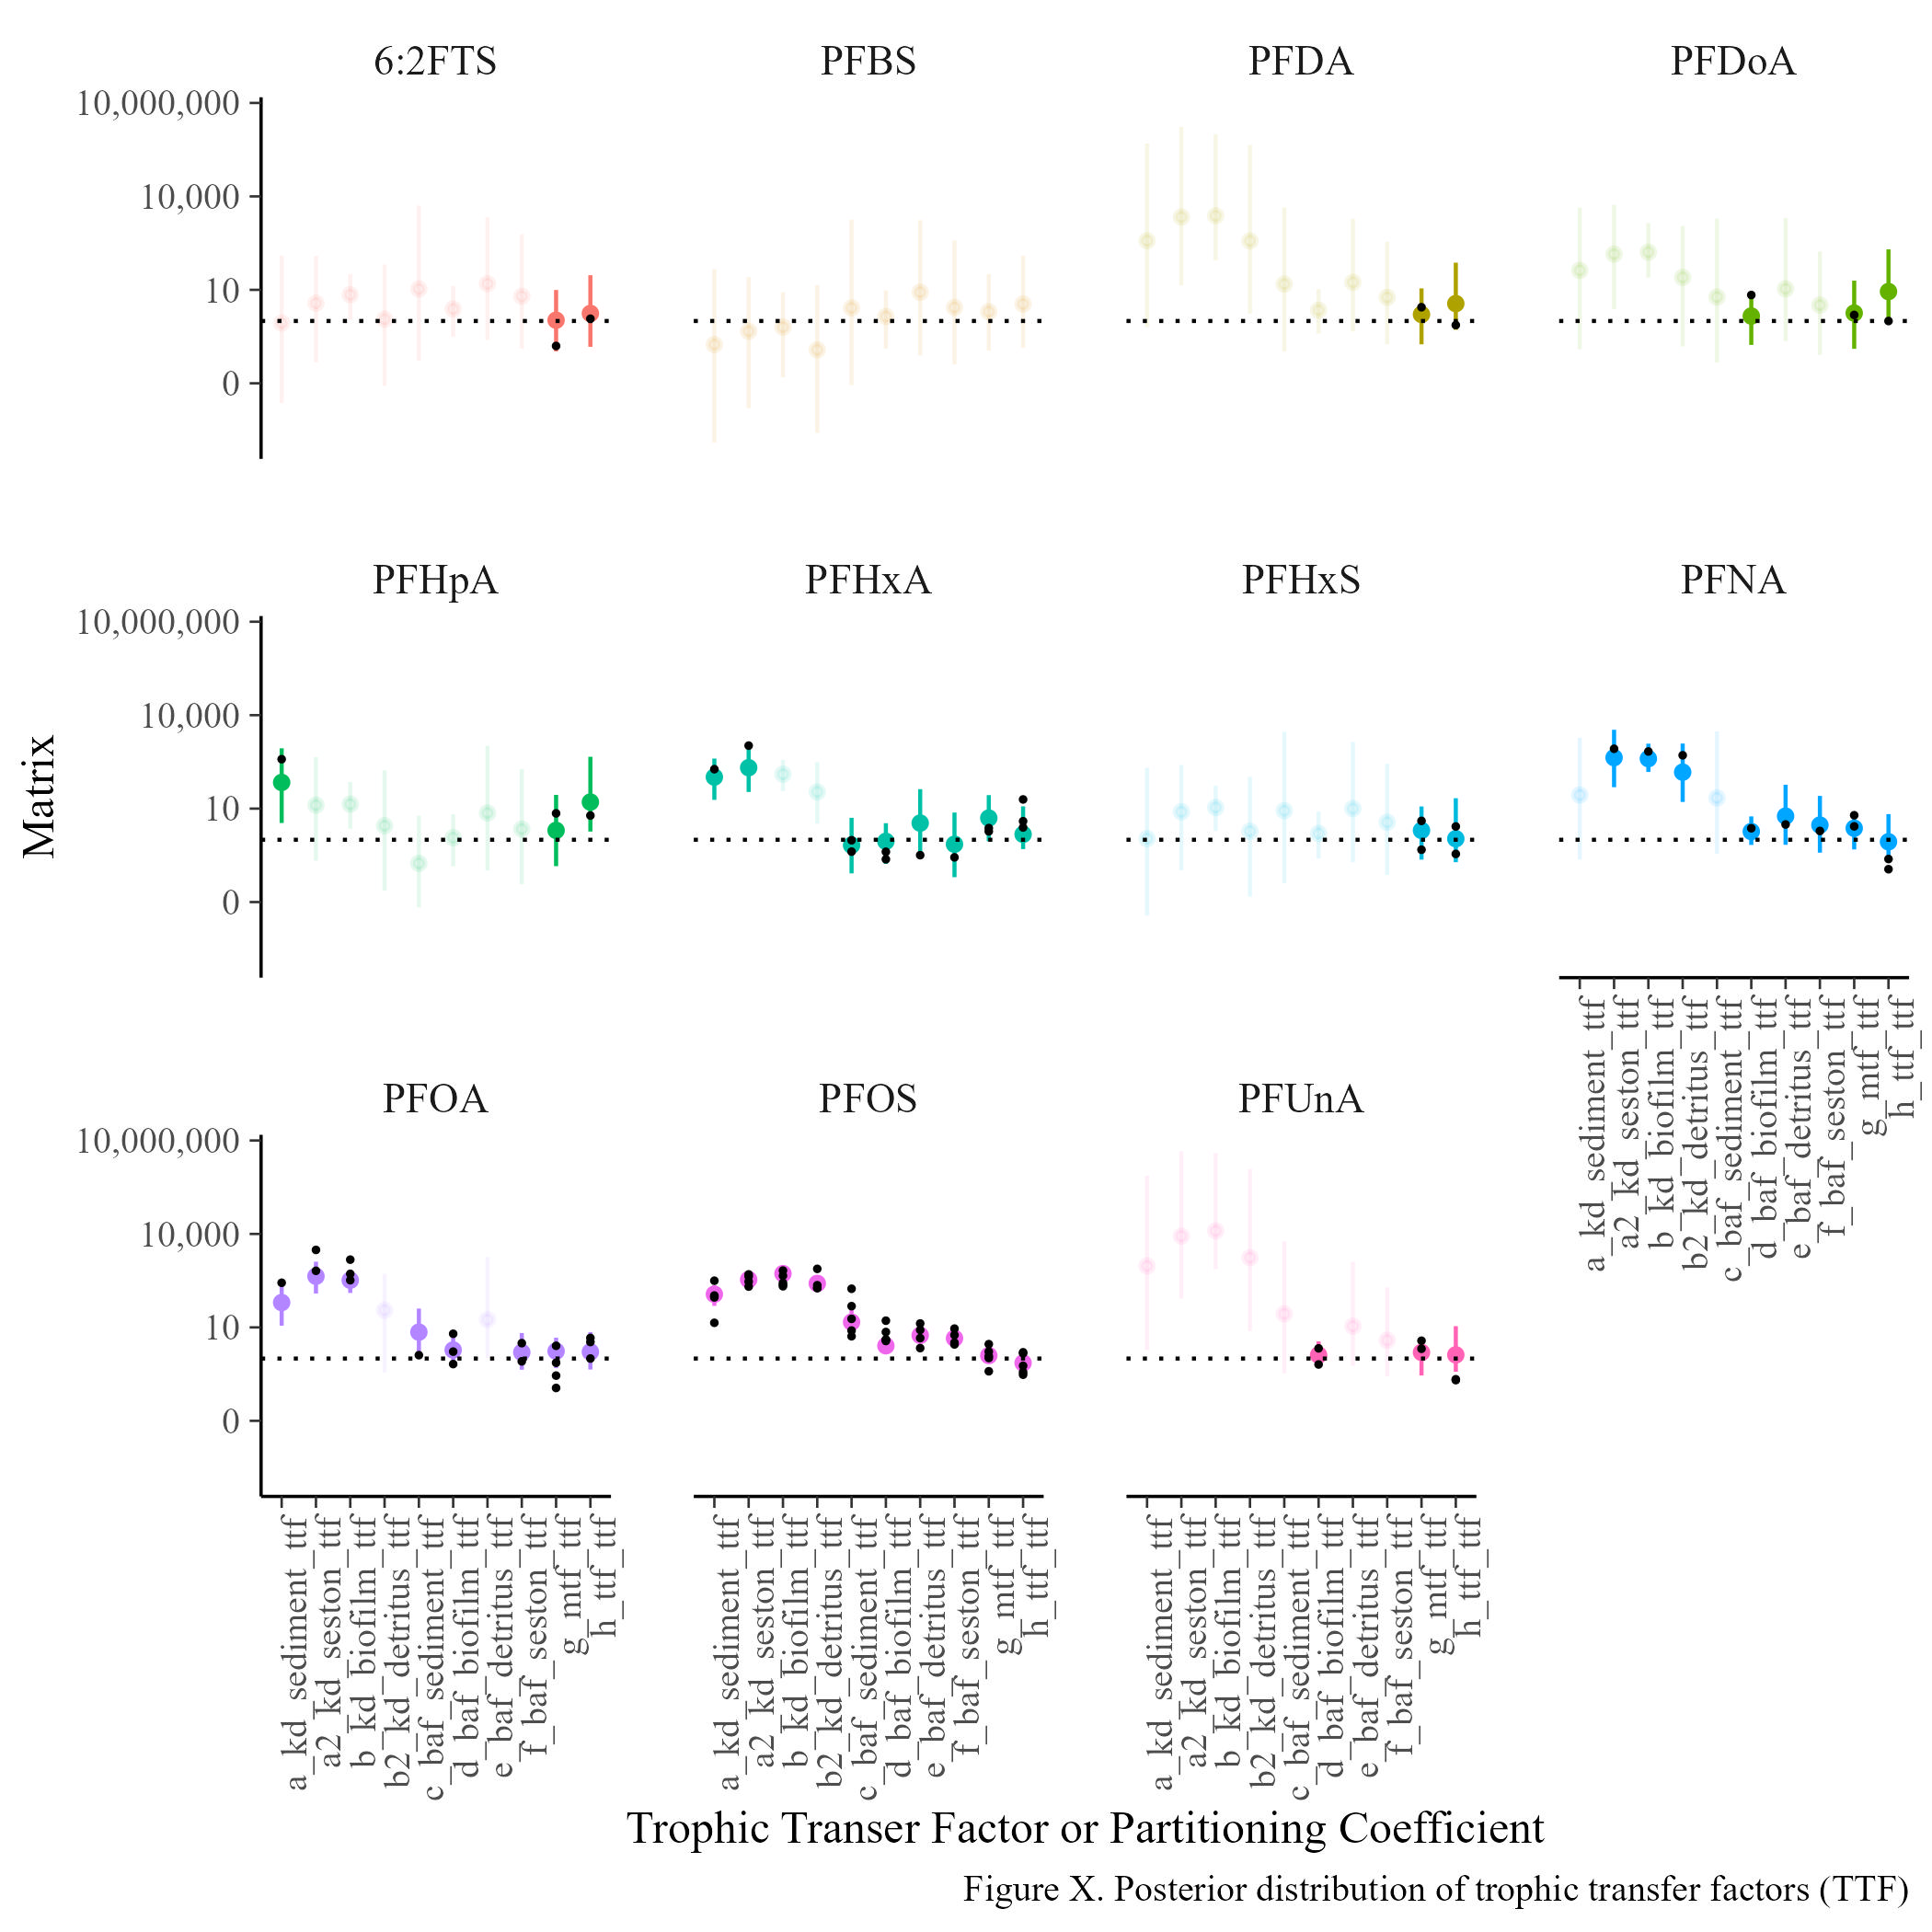 6:2FTS PFBS PFDA PFDoA
10,000,000
10,000
10
0
PFHpA PFHxA PFHxS PFNA
10,000,000
10,000
10
0
Matrix
a_kd_sediment_ttf
a2_kd_seston_ttf
b_kd_biofilm_ttf
b2_kd_detritus_ttf
c_baf_sediment_ttf
d_baf_biofilm_ttf
e_baf_detritus_ttf
f_baf_seston_ttf
g_mtf_ttf
h_ttf_ttf
PFOA PFOS PFUnA
10,000,000
10,000
10
0
a_kd_sediment_ttf
a2_kd_seston_ttf
b_kd_biofilm_ttf
b2_kd_detritus_ttf
c_baf_sediment_ttf
d_baf_biofilm_ttf
e_baf_detritus_ttf
f_baf_seston_ttf
g_mtf_ttf
h_ttf_ttf
a_kd_sediment_ttf
a2_kd_seston_ttf
b_kd_biofilm_ttf
b2_kd_detritus_ttf
c_baf_sediment_ttf
d_baf_biofilm_ttf
e_baf_detritus_ttf
f_baf_seston_ttf
g_mtf_ttf
h_ttf_ttf
a_kd_sediment_ttf
a2_kd_seston_ttf
b_kd_biofilm_ttf
b2_kd_detritus_ttf
c_baf_sediment_ttf
d_baf_biofilm_ttf
e_baf_detritus_ttf
f_baf_seston_ttf
g_mtf_ttf
h_ttf_ttf
Trophic Transer Factor or Partitioning Coefficient
Figure X. Posterior distribution of trophic transfer factors (TTF)